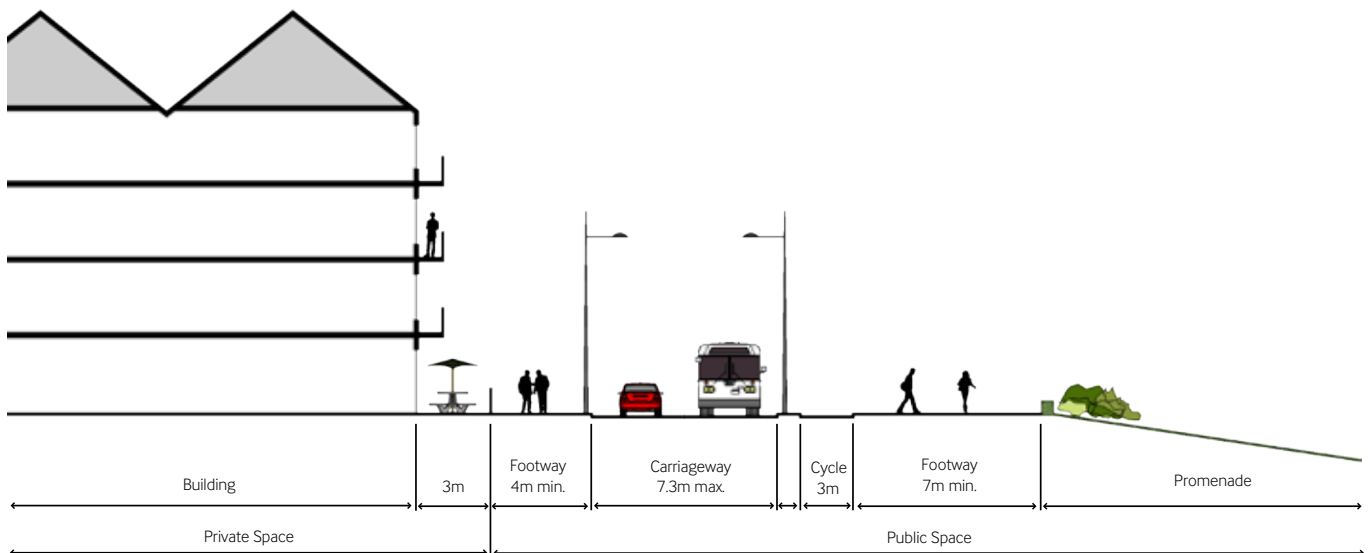 Building
3m
Footway
4m min.
Carriageway
7.3m max.
Cycle
3m
Footway
7m min.
Promenade
Private Space
Public Space